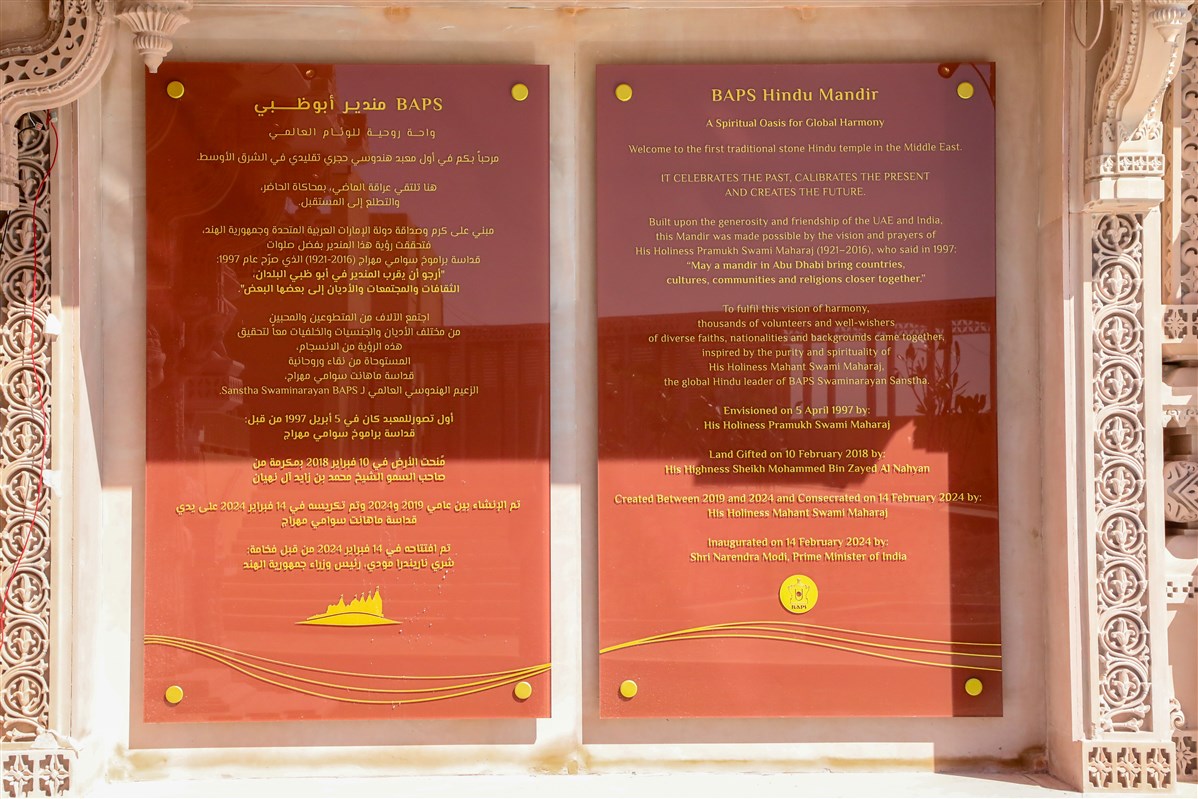 BAPS مندير أبوظـــبي
واحـة روحيـة للوئـام العالمـي
مرحباً بكم في أول معبد هندوسي حجري تقليدي في الشرق الأوسط.
هنا تلتقي عراقة الماضي، بمحاكاة الحاضر،
والتطلع إلى المستقبل.
مبني على كرم وصداقة دولة الإمارات العربية المتحدة وجمهورية الهند،
فتحققت رؤية هذا المندير بفضل صلوات
قداسة براموخ سوامي مهراج (2016-1921) الذي صرّح عام 1997:
"أرجو أن يقرب المندير في أبو ظبي البلدان،
الثقافات والمجتمعات والأديان إلى بعضها البعض".
اجتمع الآلاف من المتطوعين والمحبين
من مختلف الأديان والجنسيات والخلفيات معاً لتحقيق
هذه الرؤية من الانسجام،
المستوحاة من نقاء وروحانية
قداسة ماهانت سوامي مهراج،
الزعيم الهندوسي العالمي لـ Sanstha Swaminarayan BAPS.
أول تصورللمعبد كان في 5 أبريل 1997 من قبل:
قداسة براموخ سوامي مهراج
مُنحت الأرض في 10 فبراير 2018 بمكرمة من
صاحب السمو الشيخ محمد بن زايد آل نهيان
تم الإنشاء بين عامي 2019 و2024 وتم تكريسه في 14 فبراير 2024 على يدي
قداسة ماهانت سوامي مهراج
تم افتتاحه في 14 فبراير 2024 من قبل فخامة:
شري ناريندرا مودي، رئيس وزراء جمهورية الهند
BAPS Hindu Mandir
A Spiritual Oasis for Global Harmony
Welcome to the first traditional stone Hindu temple in the Middle East.
IT CELEBRATES THE PAST, CALIBRATES THE PRESENT
AND CREATES THE FUTURE.
Built upon the generosity and friendship of the UAE and India,
this Mandir was made possible by the vision and prayers of
His Holiness Pramukh Swami Maharaj (1921–2016), who said in 1997:
“May a mandir in Abu Dhabi bring countries,
cultures, communities and religions closer together.”
To fulfil this vision of harmony,
thousands of volunteers and well-wishers
of diverse faiths, nationalities and backgrounds came together,
inspired by the purity and spirituality of
His Holiness Mahant Swami Maharaj,
the global Hindu leader of BAPS Swaminarayan Sanstha.
Envisioned on 5 April 1997 by:
His Holiness Pramukh Swami Maharaj
Land Gifted on 10 February 2018 by:
His Highness Sheikh Mohammed Bin Zayed Al Nahyan
Created Between 2019 and 2024 and Consecrated on 14 February 2024 by:
His Holiness Mahant Swami Maharaj
Inaugurated on 14 February 2024 by:
Shri Narendra Modi, Prime Minister of India
BAPS